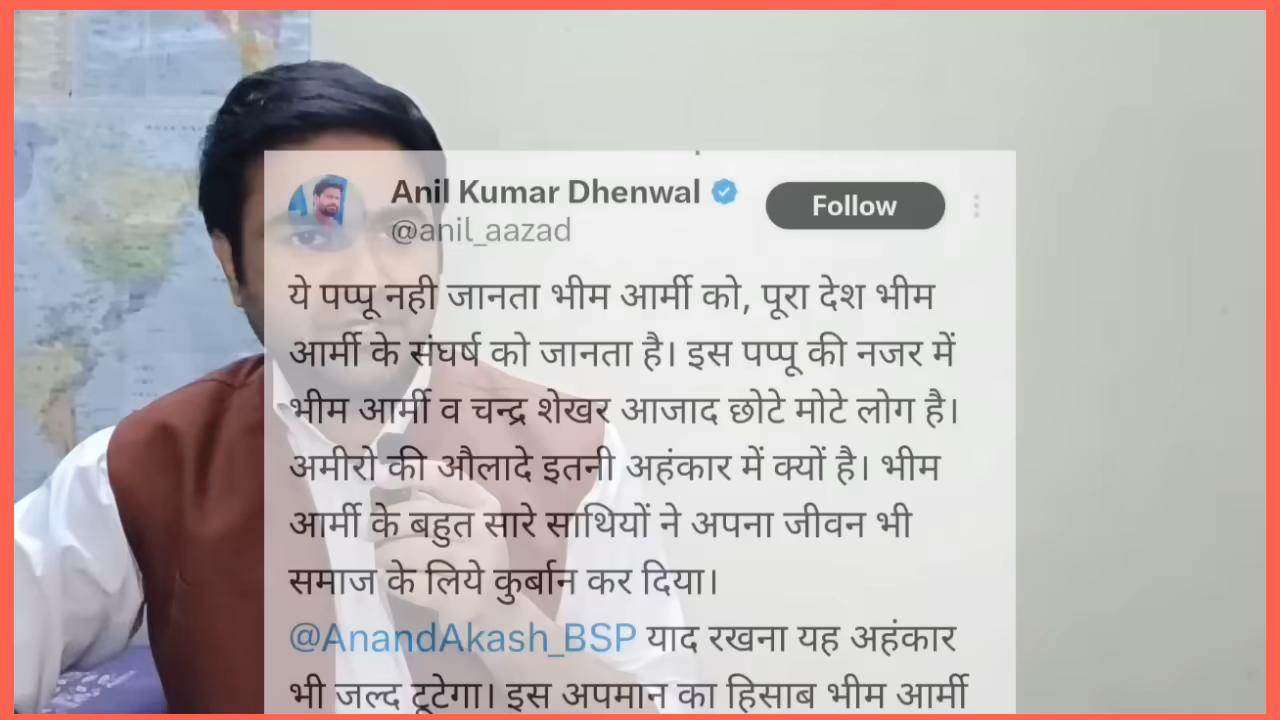 Anil Kumar Dhenwal
@anil_aazad
Follow
ये पप्पू नही जानता भीम आर्मी को, पूरा देश भीम
आर्मी के संघर्ष को जानता है। इस पप्पू की नजर में
भीम आर्मी व चन्द्र शेखर आजाद छोटे मोटे लोग है।
अमीरो की औलादे इतनी अहंकार में क्यों है। भीम
आर्मी के बहुत सारे साथियों ने अपना जीवन भी
समाज के लिये कुर्बान कर दिया।
@AnandAkash_BSP याद रखना यह अहंकार
भी जल्द टूटेगा। इस अपमान का हिसाब भीम आर्मी